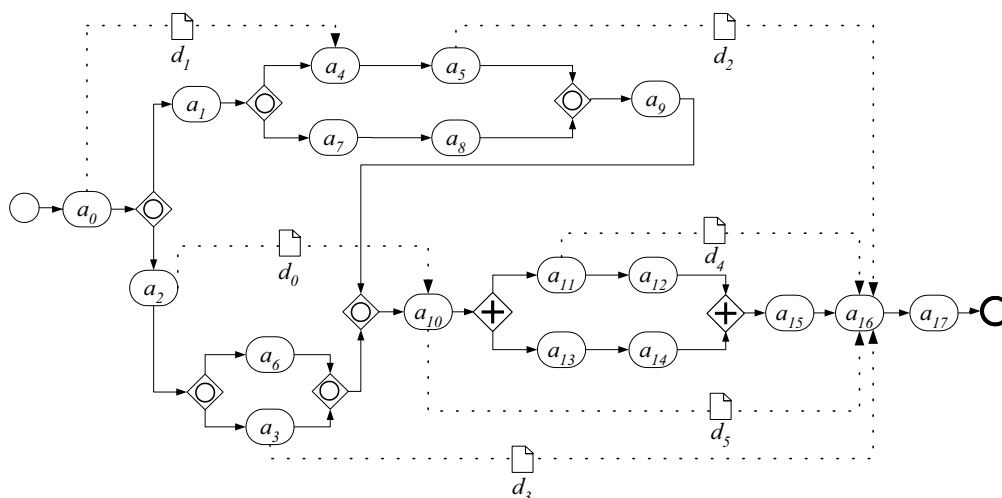 d₁
d₂
a₄
a₅
a₁
a₉
a₇
a₈
a₀
a₂
d₀
d₄
a₁₁
a₁₂
a₁₀
a₁₅
a₁₆
a₁₇
a₆
a₁₃
a₁₄
a₃
d₅
d₃